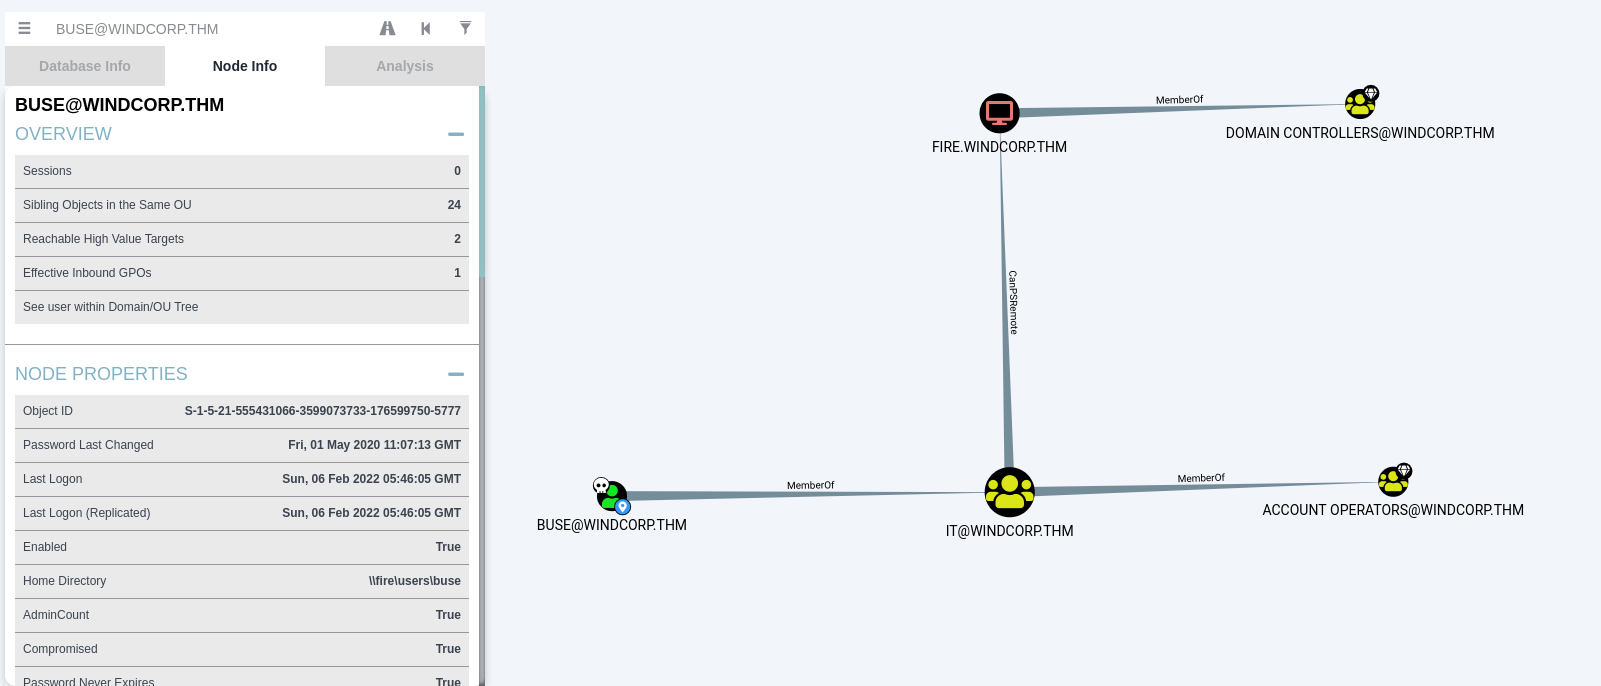 BUSE@WINDCORP.THM
Database Info Node Info Analysis
BUSE@WINDCORP.THM
OVERVIEW
Sessions 0
Sibling Objects in the Same OU 24
Reachable High Value Targets 2
Effective Inbound GPOs 1
See user within Domain/OU Tree
NODE PROPERTIES
Object ID S-1-5-21-555431066-3599073733-176599750-5777
Password Last Changed Fri, 01 May 2020 11:07:13 GMT
Last Logon Sun, 06 Feb 2022 05:46:05 GMT
Last Logon (Replicated) Sun, 06 Feb 2022 05:46:05 GMT
Enabled True
Home Directory \\fire\users\buse
AdminCount True
Compromised True
Password Never Expires True
MemberOf
FIRE.WINDCORP.THM
DOMAIN CONTROLLERS@WINDCORP.THM
CanPSRemote
MemberOf
MemberOf
BUSE@WINDCORP.THM
IT@WINDCORP.THM
ACCOUNT OPERATORS@WINDCORP.THM